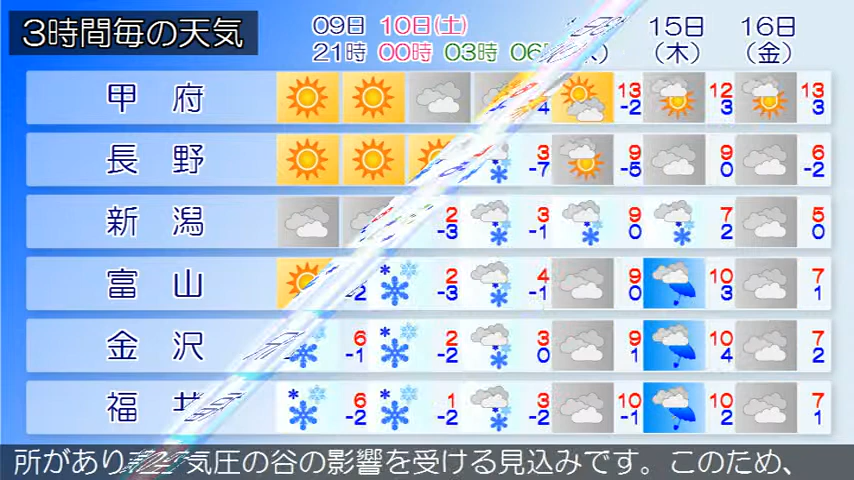 3時間毎の天気
09日 10日(土)
21時 00時 03時 06
15日 16日
(木) (金)
甲府 4 13 -2 12 3 13 3
長野 3 -7 9 -5 9 0 6 -2
新潟 2 -3 3 -1 9 0 7 2 5 0
富山 -2 2 -3 4 -1 9 0 10 3 7 1
金沢 6 -1 2 -2 3 0 9 1 10 4 7 2
福井 6 -2 1 -2 3 -2 10 -1 10 2 7 1
所があり 気圧の谷の影響を受ける見込みです。このため、